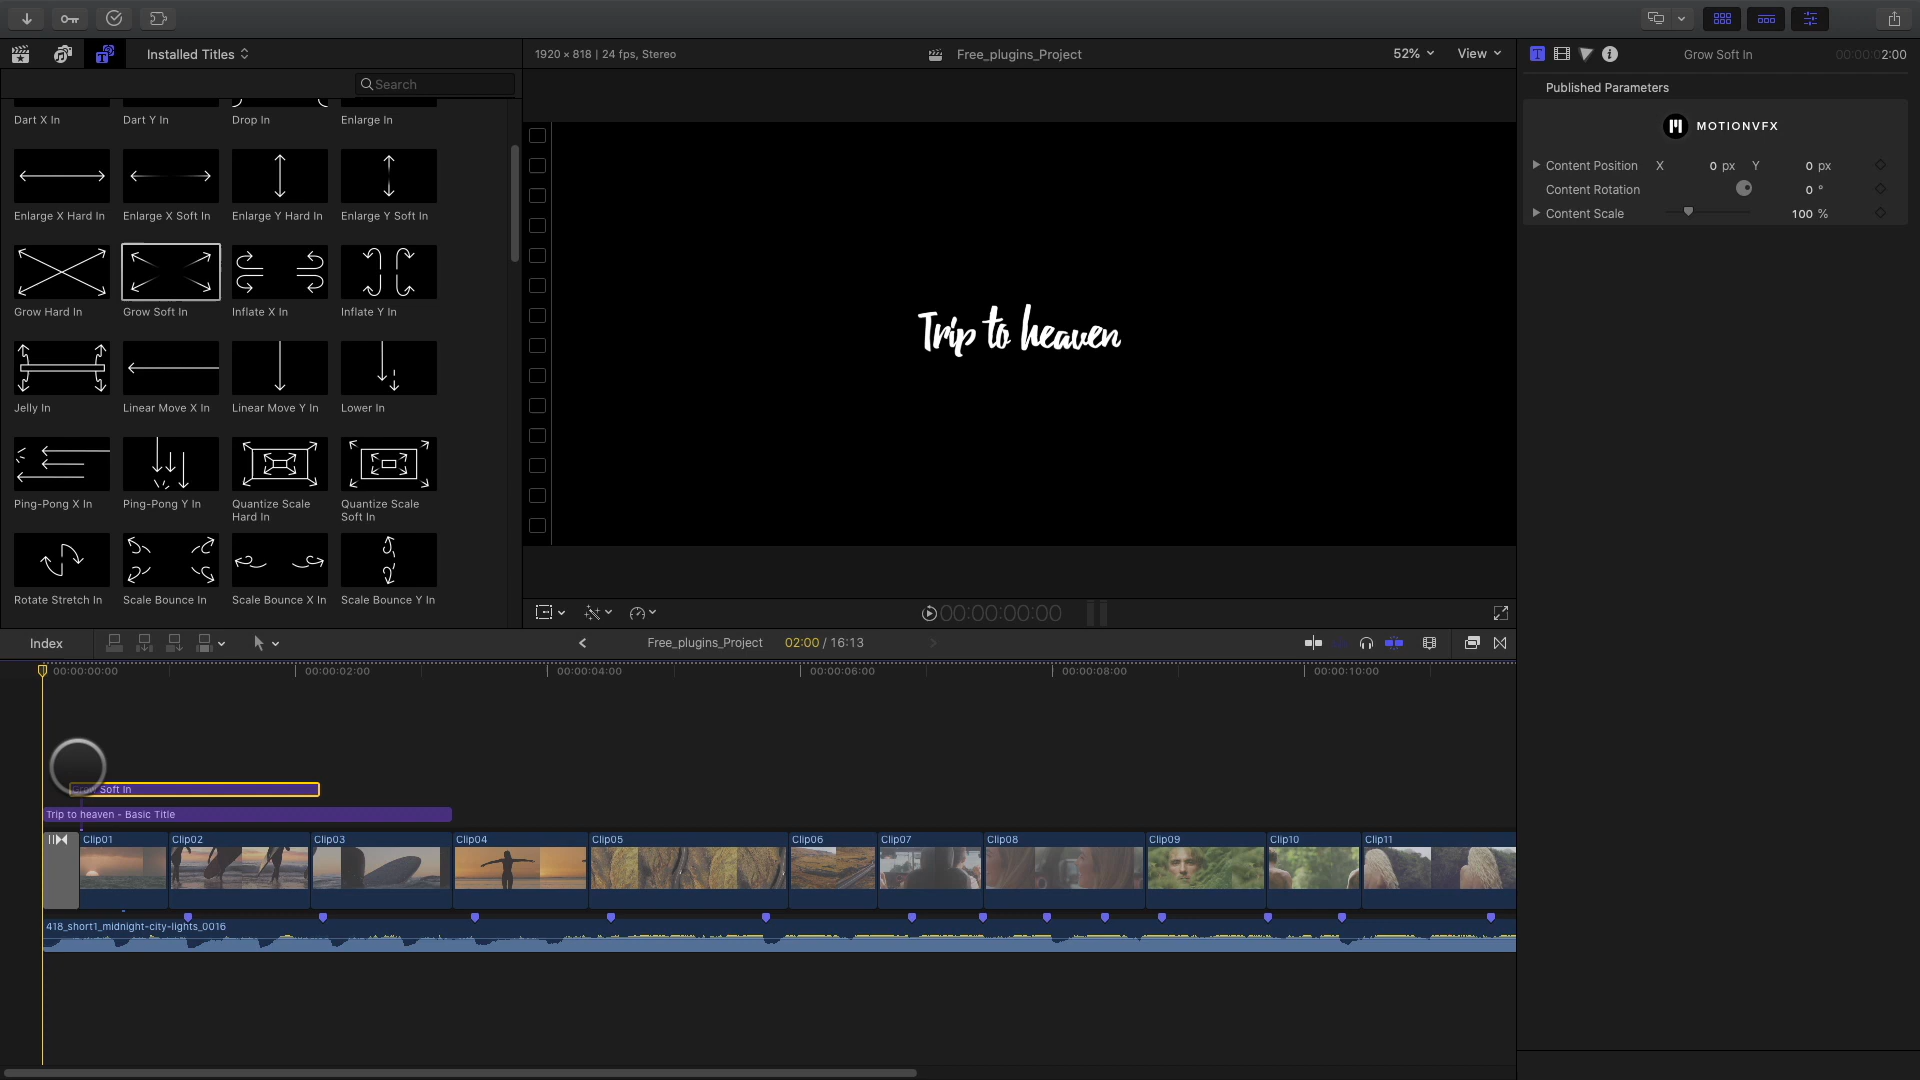 Installed Titles
1920 × 818 | 24 fps, Stereo
Free_plugins_Project
52%
View
Grow Soft In
00:00:02:00
Search
Published Parameters
MOTIONVFX
Content Position X 0 px Y 0 px
Content Rotation 0 °
Content Scale 100 %
Dart X In
Dart Y In
Drop In
Enlarge In
Enlarge X Hard In
Enlarge X Soft In
Enlarge Y Hard In
Enlarge Y Soft In
Grow Hard In
Grow Soft In
Inflate X In
Inflate Y In
Jelly In
Linear Move X In
Linear Move Y In
Lower In
Ping-Pong X In
Ping-Pong Y In
Quantize Scale
Hard In
Quantize Scale
Soft In
Rotate Stretch In
Scale Bounce In
Scale Bounce X In
Scale Bounce Y In
Trip to heaven
00:00:00:00
Index
Free_plugins_Project
02:00 / 16:13
00:00:00:00
00:00:02:00
00:00:04:00
00:00:06:00
00:00:08:00
00:00:10:00
Grow Soft In
Trip to heaven - Basic Title
Clip01
Clip02
Clip03
Clip04
Clip05
Clip06
Clip07
Clip08
Clip09
Clip10
Clip11
418_short1_midnight-city-lights_0016